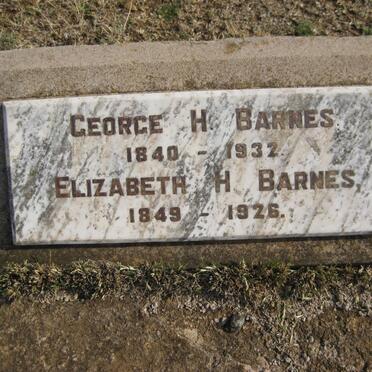 GEORGE H. BARNES
1840 - 1932
ELIZABETH H. BARNES,
1849 - 1926.